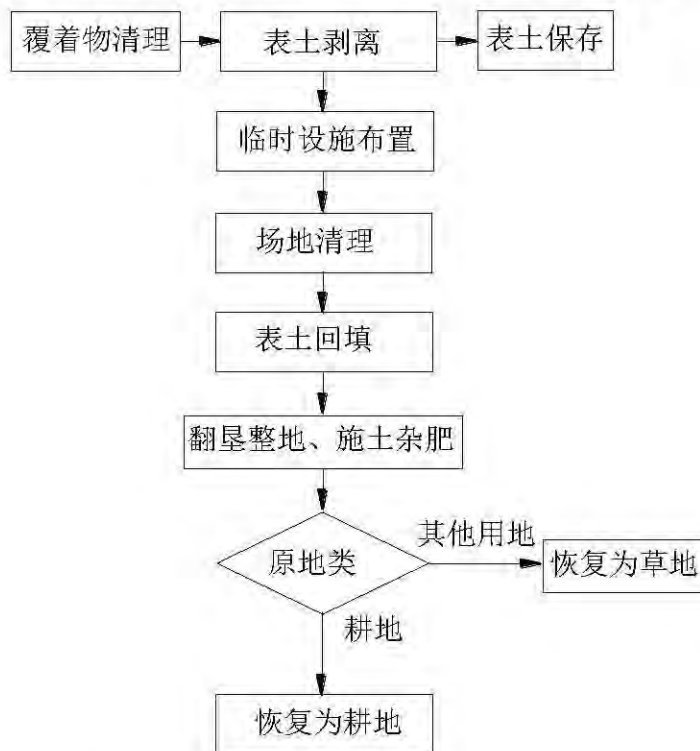 覆着物清理
表土剥离
表土保存
临时设施布置
场地清理
表土回填
翻垦整地、施土杂肥
原地类
其他用地
恢复为草地
耕地
恢复为耕地